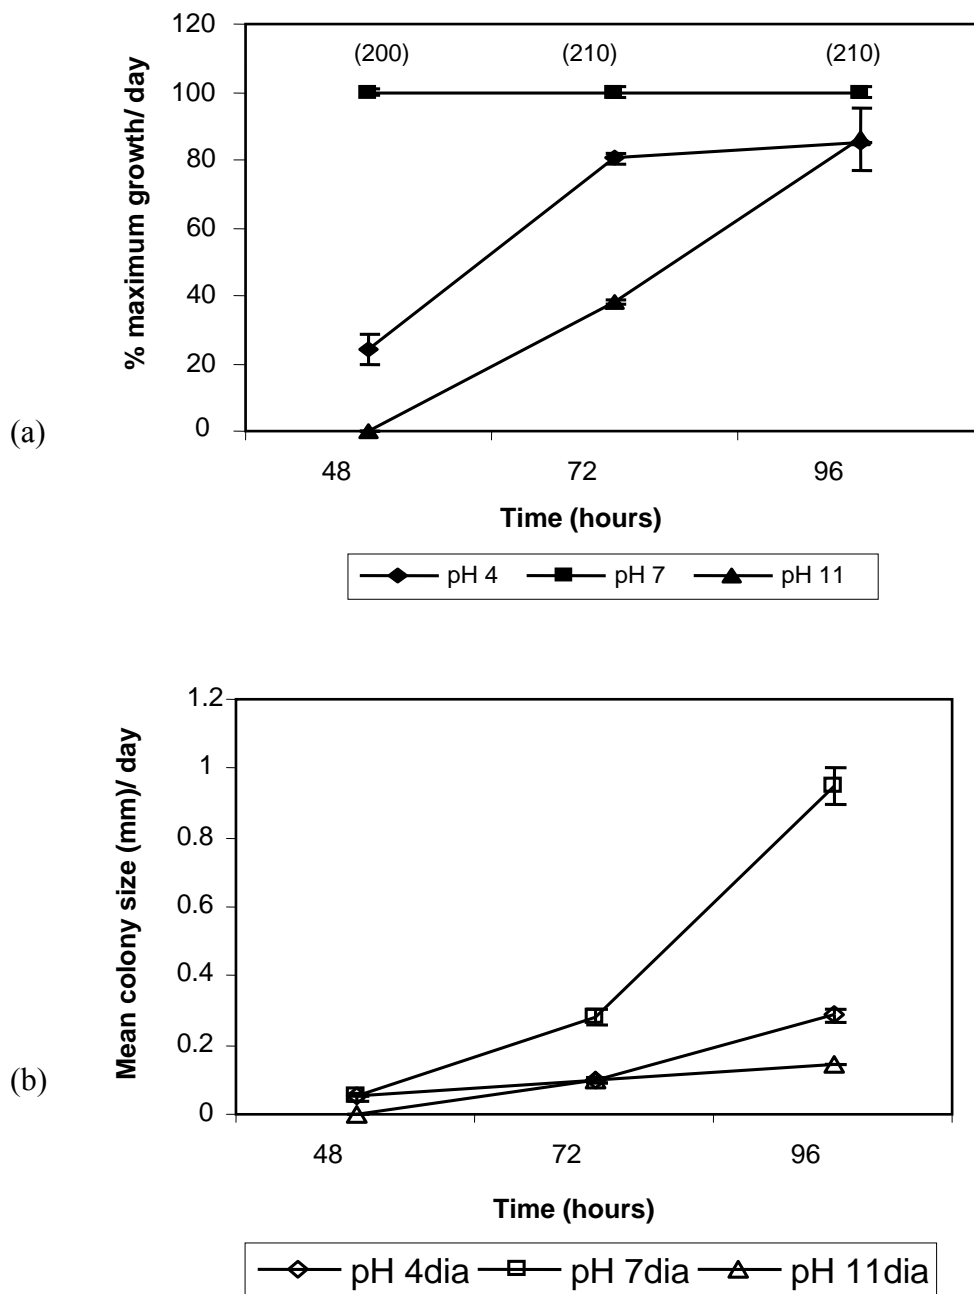 120
(200) (210) (210)
100
80
60
40
20
0
% maximum growth/ day
(a)
48 72 96
Time (hours)
pH 4 pH 7 pH 11
1.2
1
0.8
0.6
0.4
0.2
0
Mean colony size (mm)/ day
(b)
48 72 96
Time (hours)
pH 4dia pH 7dia pH 11dia